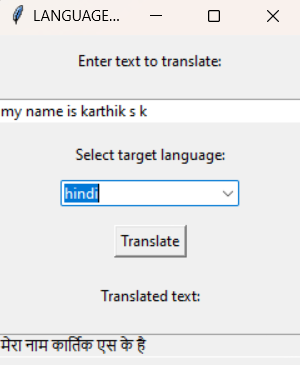 LANGUAGE...
Enter text to translate:
my name is karthik s k
Select target language:
hindi
Translate
Translated text:
मेरा नाम कार्तिक एस के है